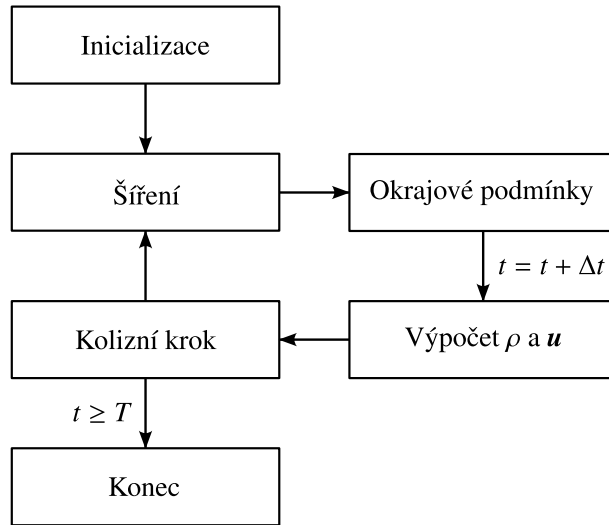 Inicializace
Šíření
Okrajové podmínky
t = t + Δt
Kolizní krok
Výpočet ρ a u
t ≥ T
Konec